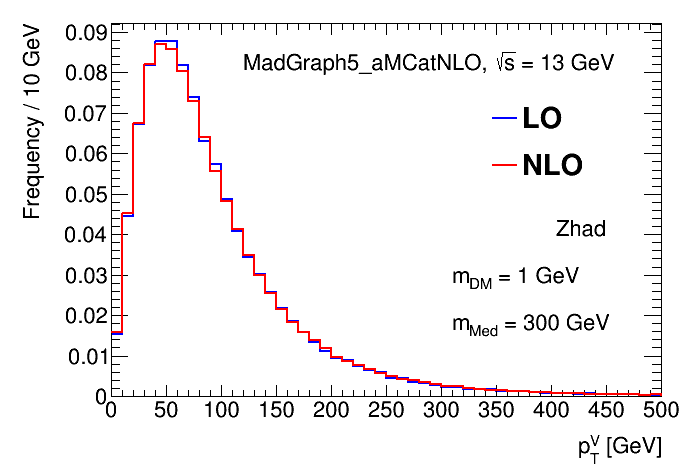 MadGraph5_aMCatNLO, √s = 13 GeV
LO
NLO
Zhad
m_DM = 1 GeV
m_Med = 300 GeV
Frequency / 10 GeV
0.09
0.08
0.07
0.06
0.05
0.04
0.03
0.02
0.01
0
0 50 100 150 200 250 300 350 400 450 500
p_T^V [GeV]